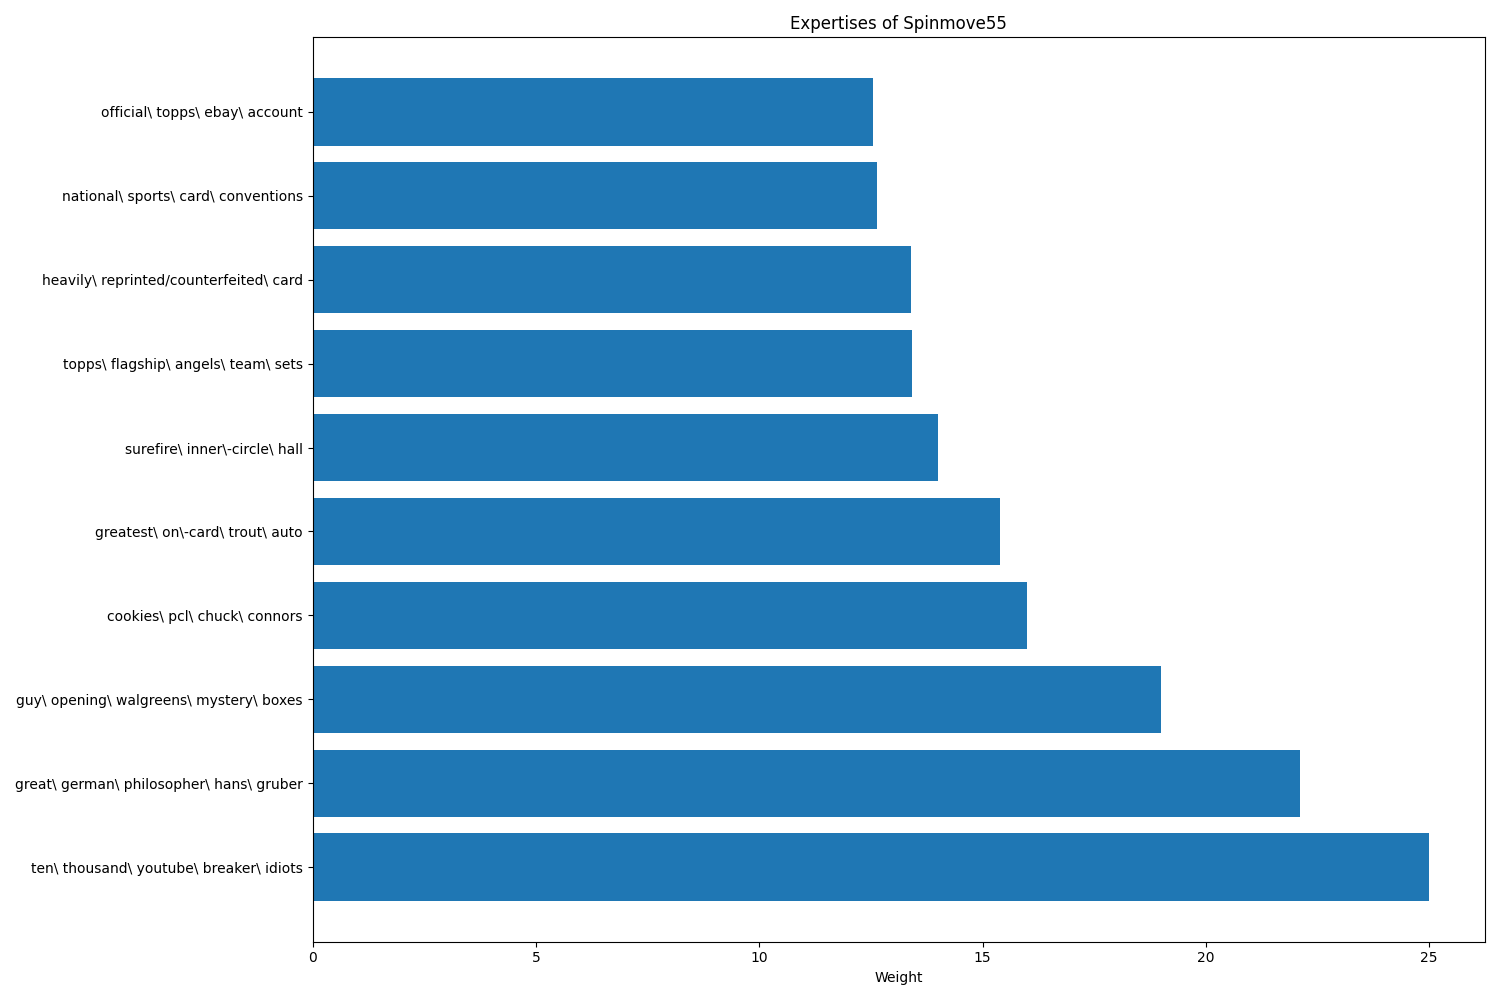 Expertises of Spinmove55
official\ topps\ ebay\ account
national\ sports\ card\ conventions
heavily\ reprinted/counterfeited\ card
topps\ flagship\ angels\ team\ sets
surefire\ inner\-circle\ hall
greatest\ on\-card\ trout\ auto
cookies\ pcl\ chuck\ connors
guy\ opening\ walgreens\ mystery\ boxes
great\ german\ philosopher\ hans\ gruber
ten\ thousand\ youtube\ breaker\ idiots
0 5 10 15 20 25
Weight